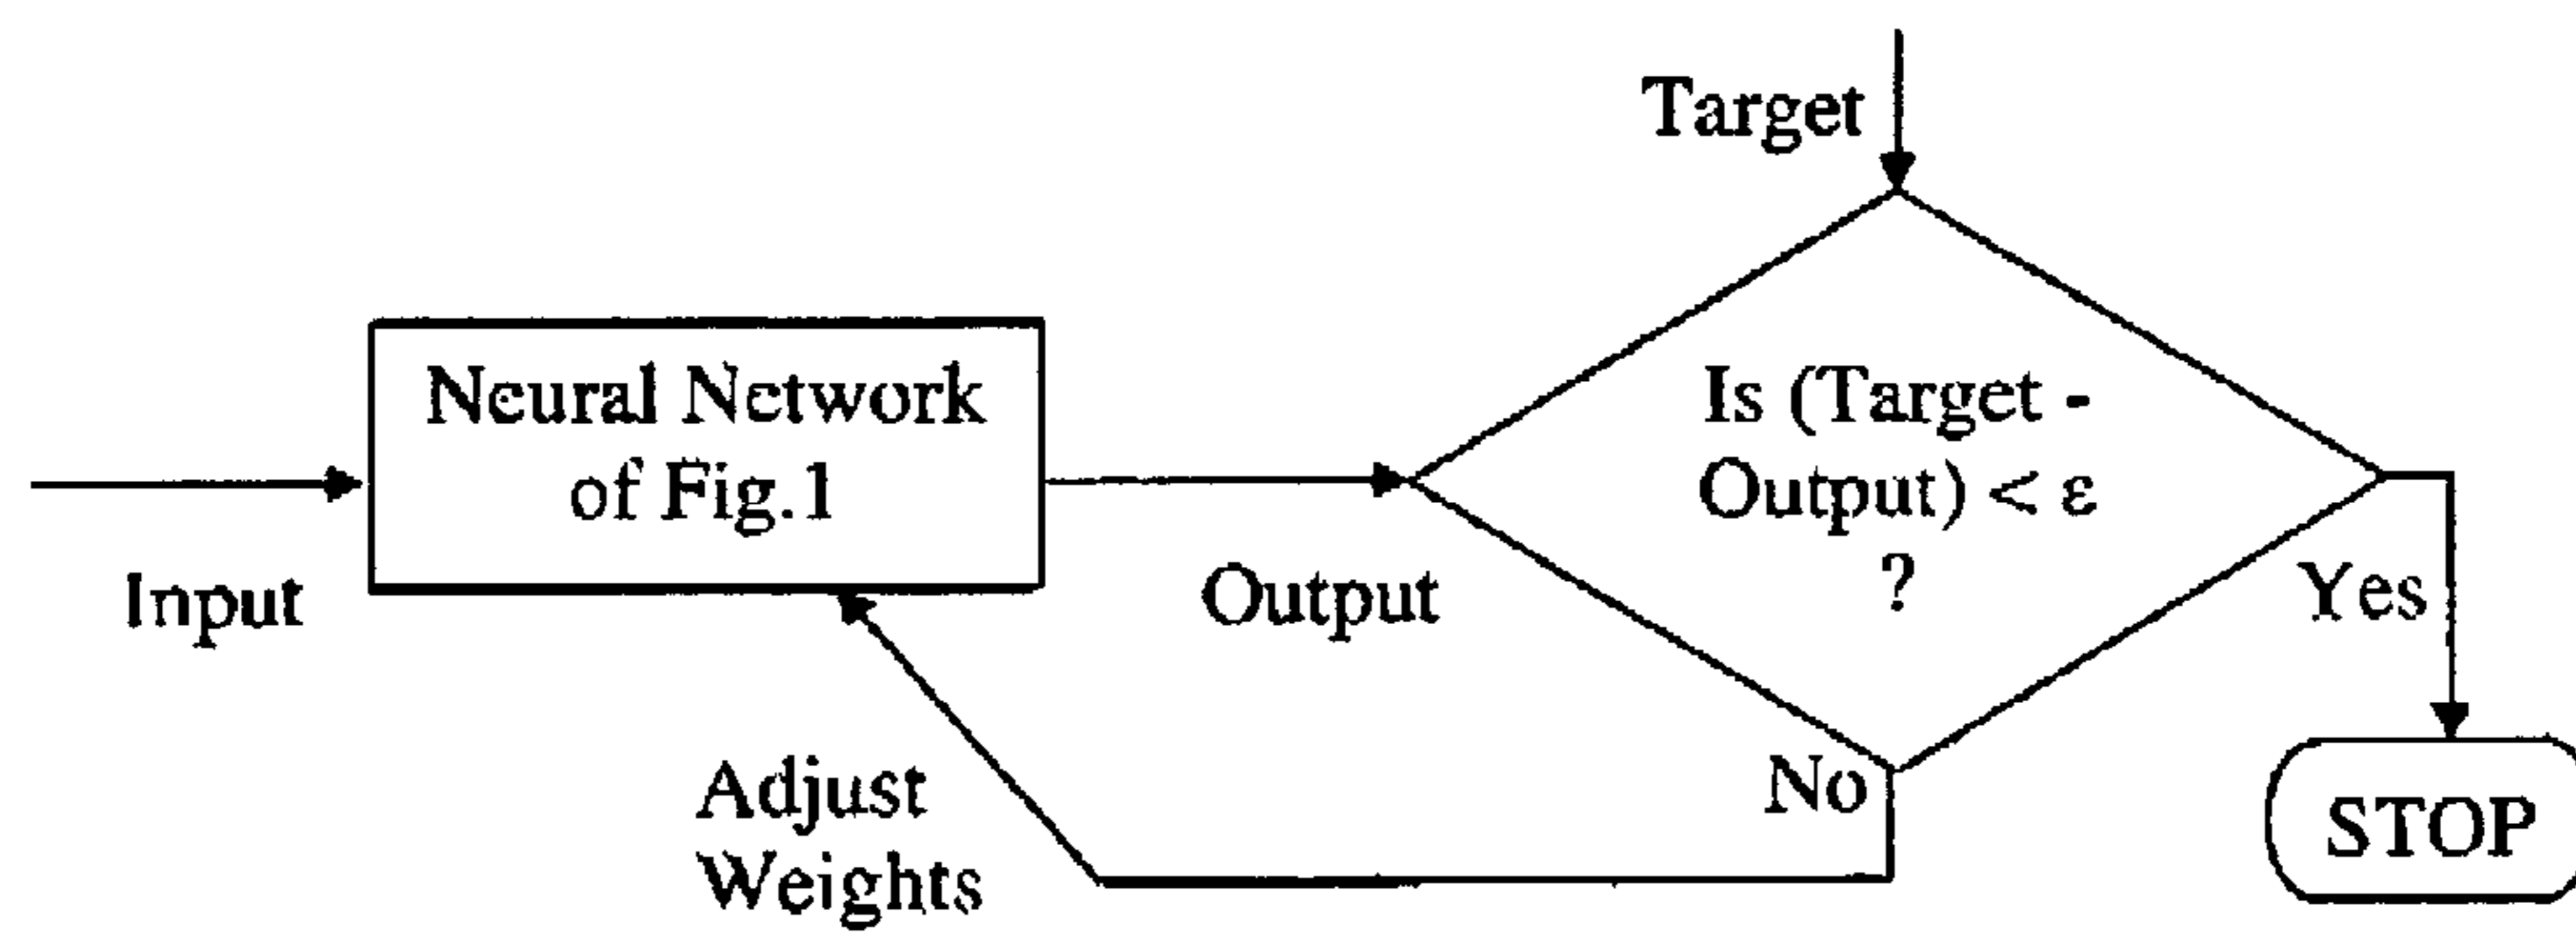 Target
Neural Network
of Fig.1
Is (Target -
Output) < ε
?
Input
Output
Yes
No
Adjust
Weights
STOP